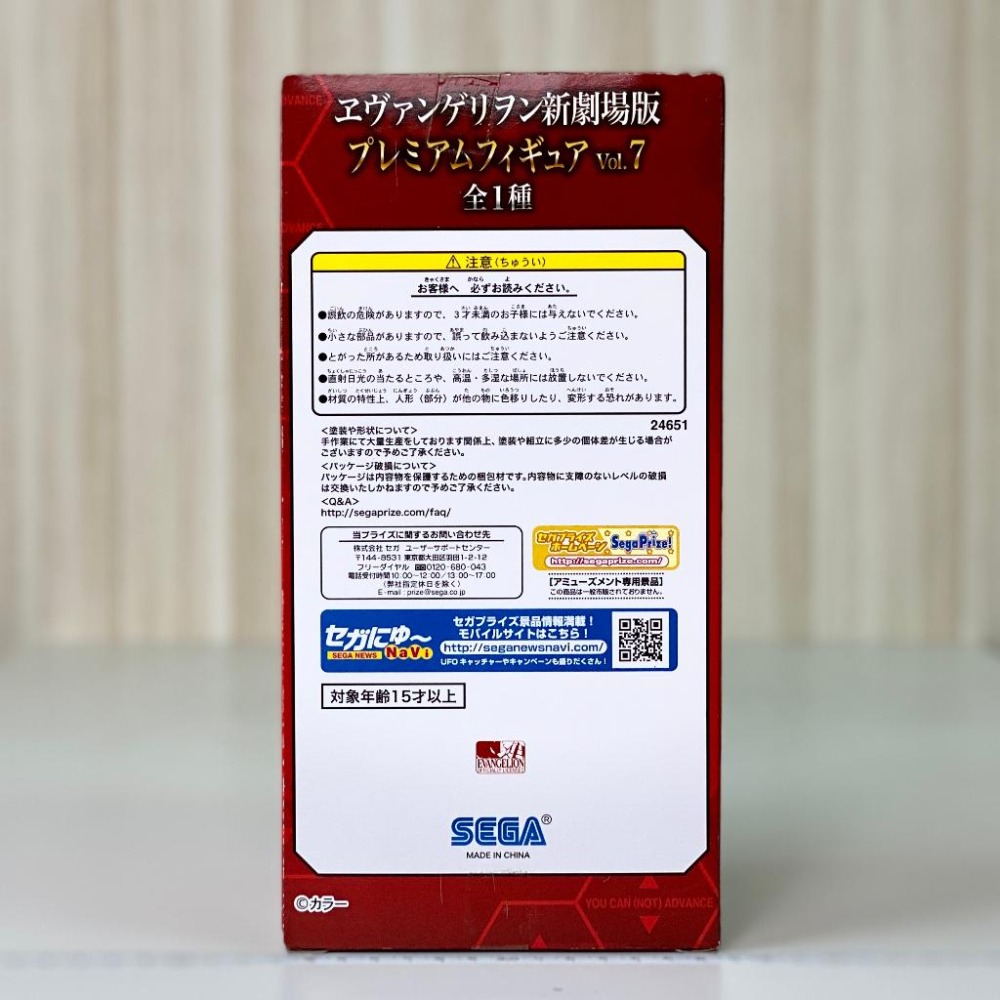 VANCE
ヱヴァンゲリヲン新劇場版
プレミアムフィギュア Vol.7
全1種
⚠ 注意(ちゅうい)
お客様へ 必ずお読みください。
●誤飲の危険がありますので、3才未満のお子様には与えないでください。
●小さな部品がありますので、誤って飲み込まないようご注意ください。
●とがった所があるため取り扱いにはご注意ください。
●直射日光の当たるところや、高温・多湿な場所には放置しないでください。
●材質の特性上、人形(部分)が他の物に色移りしたり、変形する恐れがあります。
24651
<塗装や形状について>
手作業にて大量生産をしております関係上、塗装や組立に多少の個体差が生じる場合が
ございますので予めご了承ください。
<パッケージ破損について>
パッケージは内容物を保護するための梱包材です。内容物に支障のないレベルの破損
は交換いたしかねますので予めご了承ください。
<Q&A>
http://segaprize.com/faq/
当プライズに関するお問い合わせ先
株式会社 セガ ユーザーサポートセンター
〒144-8531 東京都大田区羽田1-2-12
フリーダイヤル 0120-680-043
電話受付時間10:00~12:00/13:00~17:00
(弊社指定休日を除く)
E-mail:prize@sega.co.jp
セガプライズ
ホームページ
SegaPrize!
http://segaprize.com/
[アミューズメント専用景品]
この商品は一般市販されておりません。
セガにゅ~
SEGA NEWS NaVi
セガプライズ景品情報満載!
モバイルサイトはこちら!
http://seganewsnavi.com/
UFOキャッチャーやキャンペーンも盛りだくさん!
対象年齢15才以上
EVANGELION
SEGA®
MADE IN CHINA
©カラー
YOU CAN (NOT) ADVANCE